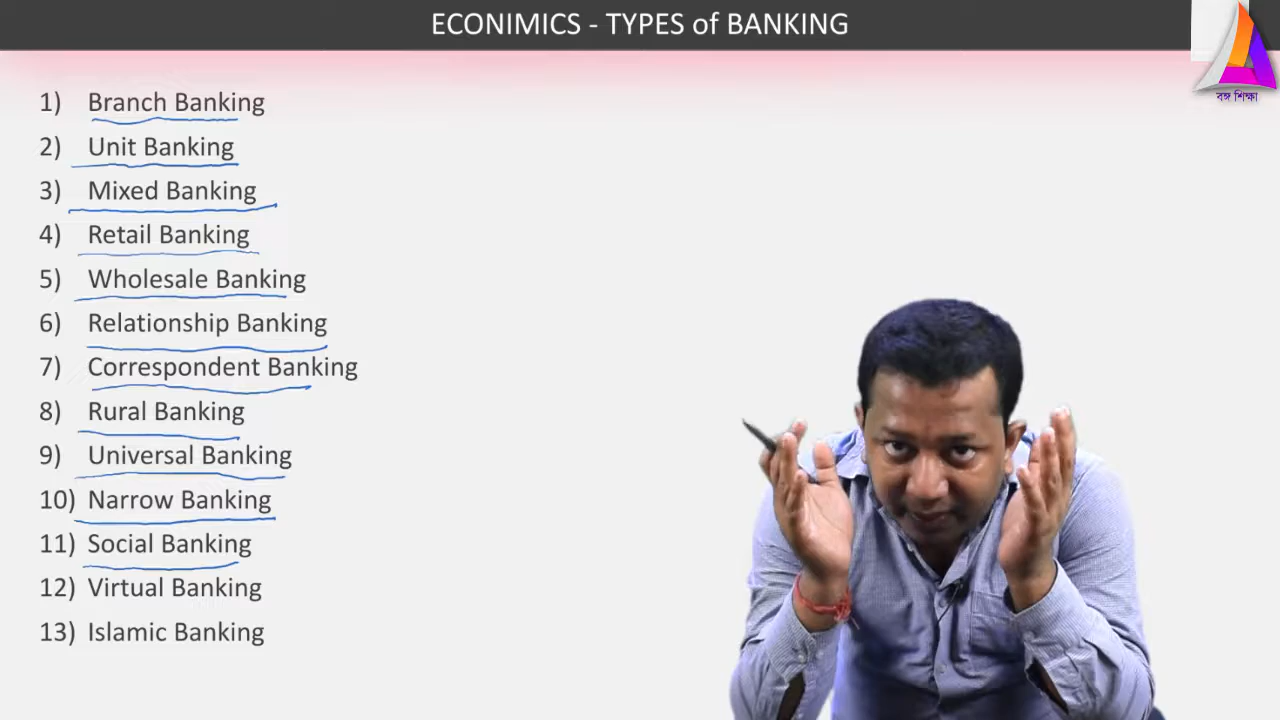 ECONIMICS - TYPES of BANKING
বঙ্গ শিক্ষা
1) Branch Banking
2) Unit Banking
3) Mixed Banking
4) Retail Banking
5) Wholesale Banking
6) Relationship Banking
7) Correspondent Banking
8) Rural Banking
9) Universal Banking
10) Narrow Banking
11) Social Banking
12) Virtual Banking
13) Islamic Banking